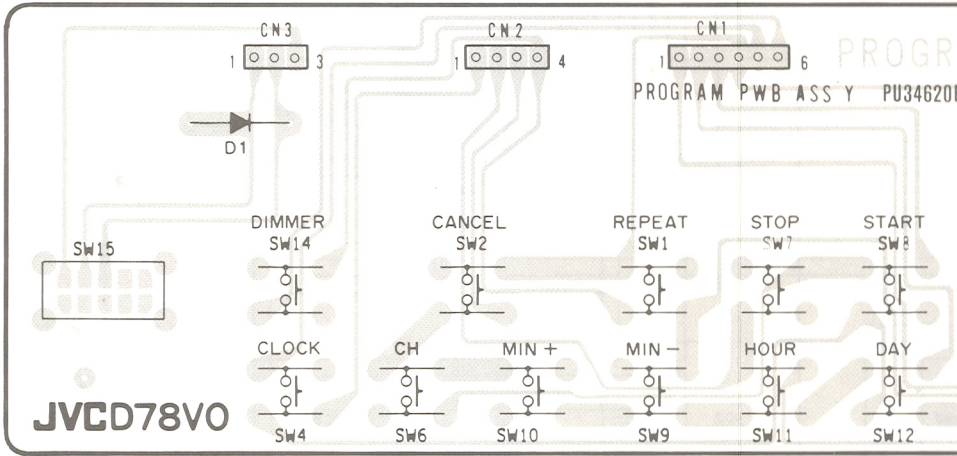 CN3
1 3
CN2
1 4
CN1
1 6
PROGR
PROGRAM PWB ASS Y PU34620
D1
DIMMER
SW14
CANCEL
SW2
REPEAT
SW1
STOP
SW7
START
SW8
SW15
CLOCK
SW4
CH
SW6
MIN +
SW10
MIN −
SW9
HOUR
SW11
DAY
SW12
JVCD78V0